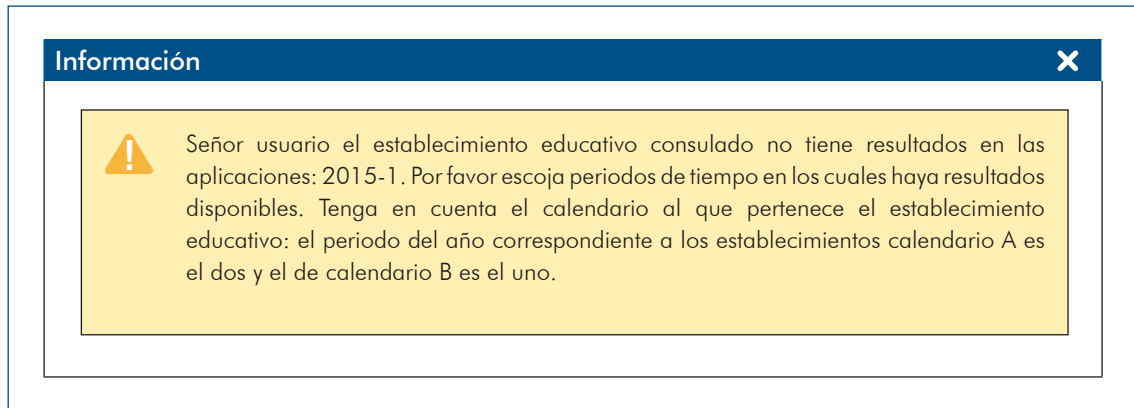 Información
Señor usuario el establecimiento educativo consulado no tiene resultados en las
aplicaciones: 2015-1. Por favor escoja periodos de tiempo en los cuales haya resultados
disponibles. Tenga en cuenta el calendario al que pertenece el establecimiento
educativo: el periodo del año correspondiente a los establecimientos calendario A es
el dos y el de calendario B es el uno.